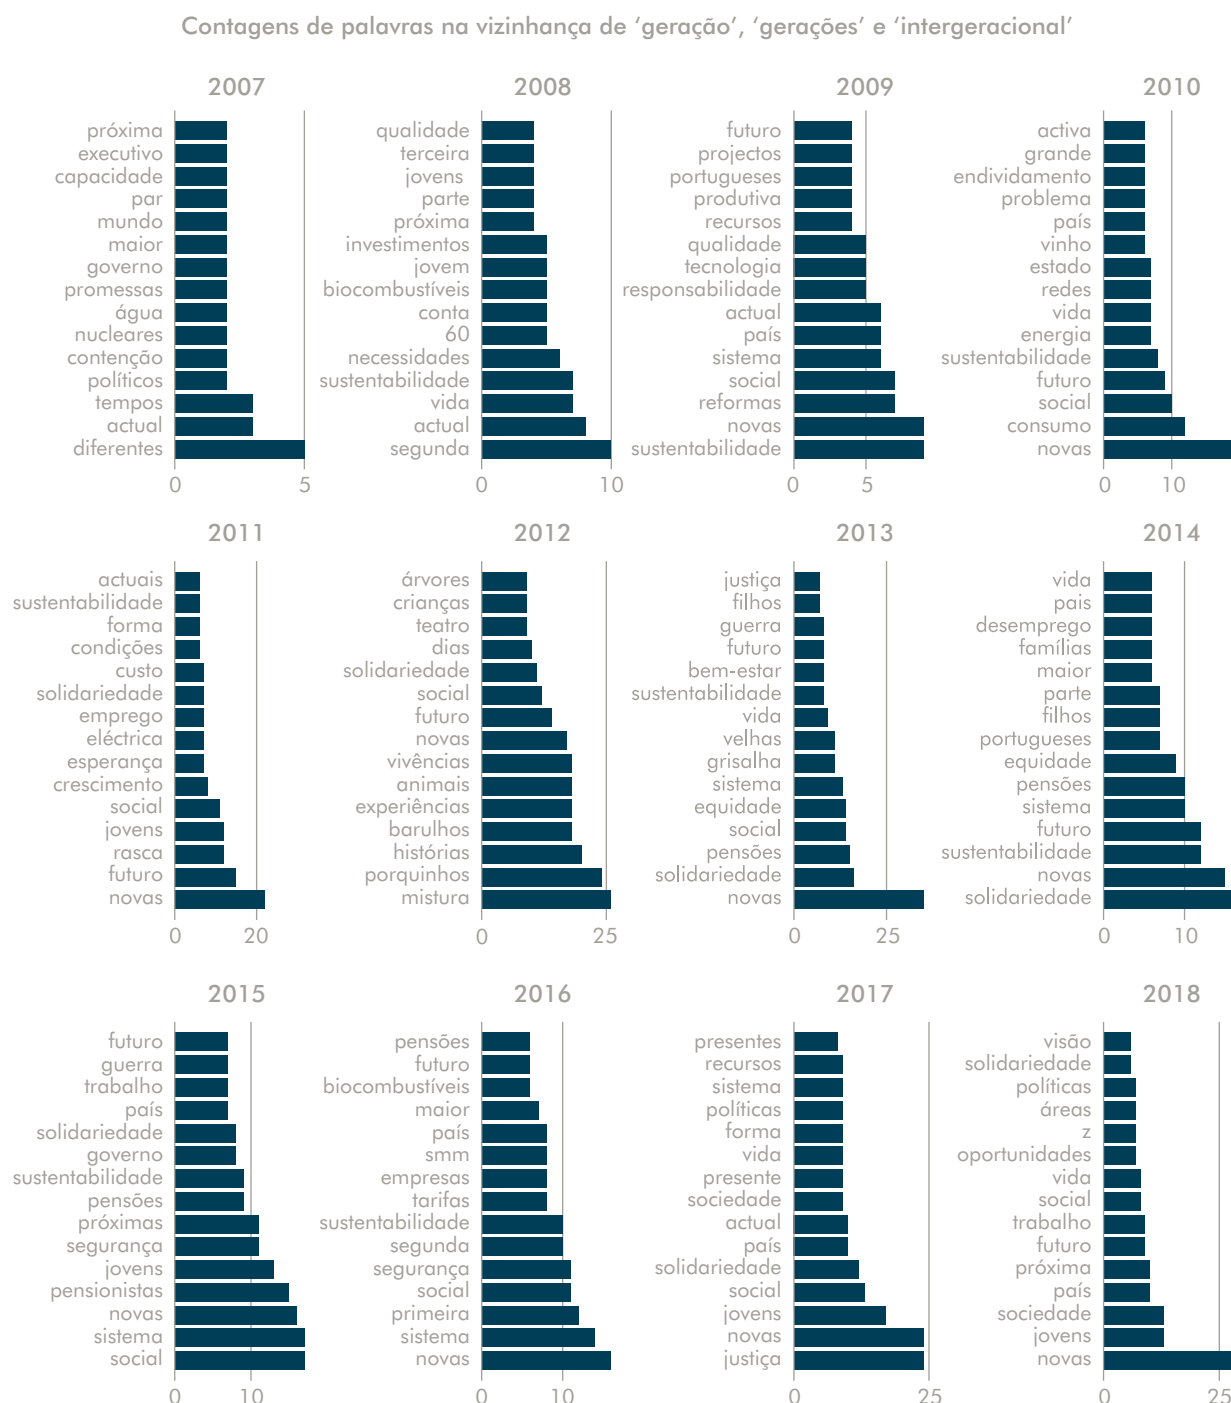 Contagens de palavras na vizinhança de ‘geração’, ‘gerações’ e ‘intergeracional’
2007
próxima
executivo
capacidade
par
mundo
maior
governo
promessas
água
nucleares
contenção
políticos
tempos
actual
diferentes
0 5
2008
qualidade
terceira
jovens
parte
próxima
investimentos
jovem
biocombustíveis
conta
60
necessidades
sustentabilidade
vida
actual
segunda
0 10
2009
futuro
projectos
portugueses
produtiva
recursos
qualidade
tecnologia
responsabilidade
actual
país
sistema
social
reformas
novas
sustentabilidade
0 5
2010
activa
grande
endividamento
problema
país
vinho
estado
redes
vida
energia
sustentabilidade
futuro
social
consumo
novas
0 10
2011
actuais
sustentabilidade
forma
condições
custo
solidariedade
emprego
eléctrica
esperança
crescimento
social
jovens
rasca
futuro
novas
0 20
2012
árvores
crianças
teatro
dias
solidariedade
social
futuro
novas
vivências
animais
experiências
barulhos
histórias
porquinhos
mistura
0 25
2013
justiça
filhos
guerra
futuro
bem-estar
sustentabilidade
vida
velhas
grisalha
sistema
equidade
social
pensões
solidariedade
novas
0 25
2014
vida
pais
desemprego
famílias
maior
parte
filhos
portugueses
equidade
pensões
sistema
futuro
sustentabilidade
novas
solidariedade
0 10
2015
futuro
guerra
trabalho
país
solidariedade
governo
sustentabilidade
pensões
próximas
segurança
jovens
pensionistas
novas
sistema
social
0 10
2016
pensões
futuro
biocombustíveis
maior
país
smm
empresas
tarifas
sustentabilidade
segunda
segurança
social
primeira
sistema
novas
0 10
2017
presentes
recursos
sistema
políticas
forma
vida
presente
sociedade
actual
país
solidariedade
social
jovens
novas
justiça
0 25
2018
visão
solidariedade
políticas
áreas
z
oportunidades
vida
social
trabalho
futuro
próxima
país
sociedade
jovens
novas
0 25